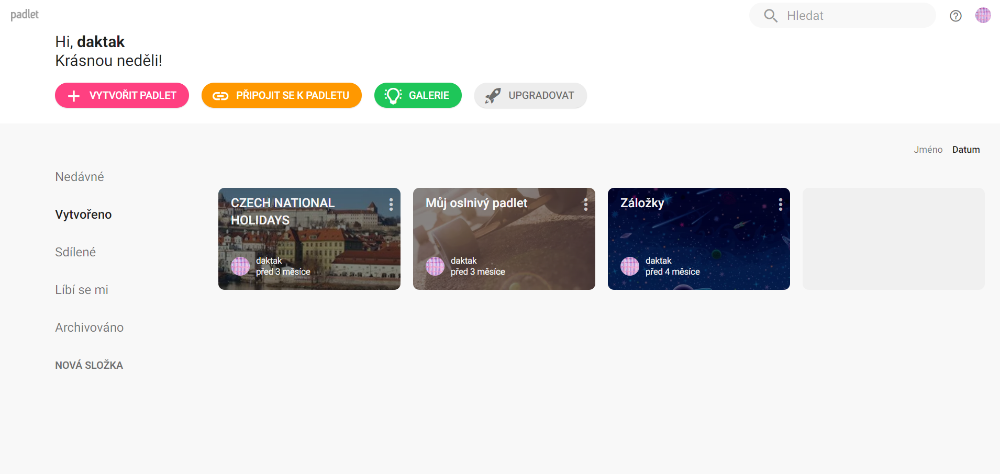 padlet
Hledat
Hi, daktak
Krásnou neděli!
VYTVOŘIT PADLET
PŘIPOJIT SE K PADLETU
GALERIE
UPGRADOVAT
Jméno
Datum
Nedávné
Vytvořeno
Sdílené
Líbí se mi
Archivováno
NOVÁ SLOŽKA
CZECH NATIONAL
HOLIDAYS
daktak
před 3 měsíce
Můj oslnivý padlet
daktak
před 3 měsíce
Záložky
daktak
před 4 měsíce